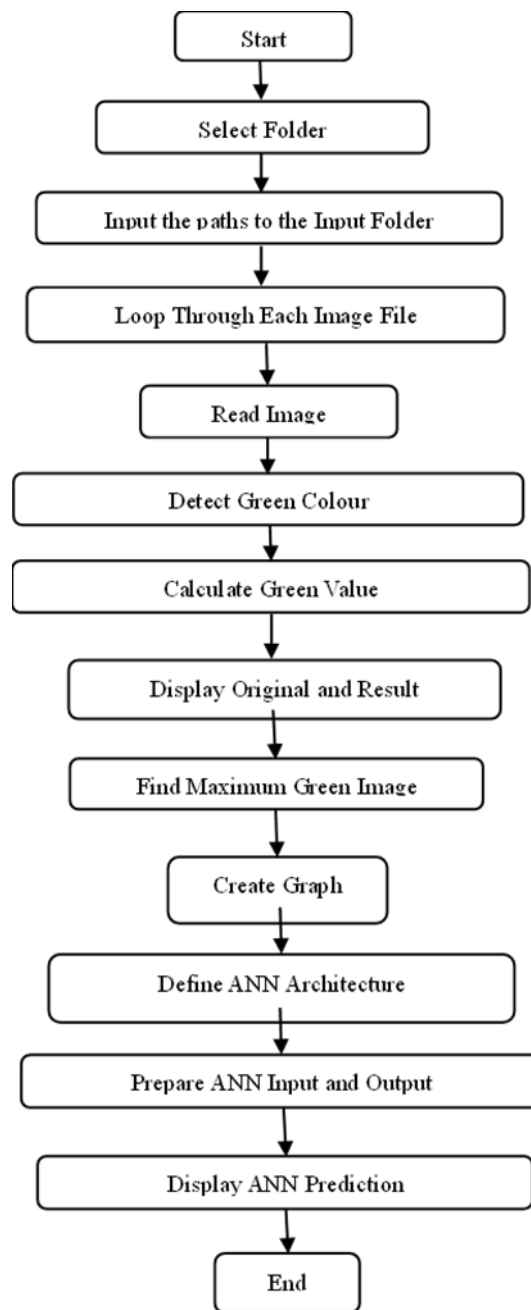 Start
Select Folder
Input the paths to the Input Folder
Loop Through Each Image File
Read Image
Detect Green Colour
Calculate Green Value
Display Original and Result
Find Maximum Green Image
Create Graph
Define ANN Architecture
Prepare ANN Input and Output
Display ANN Prediction
End